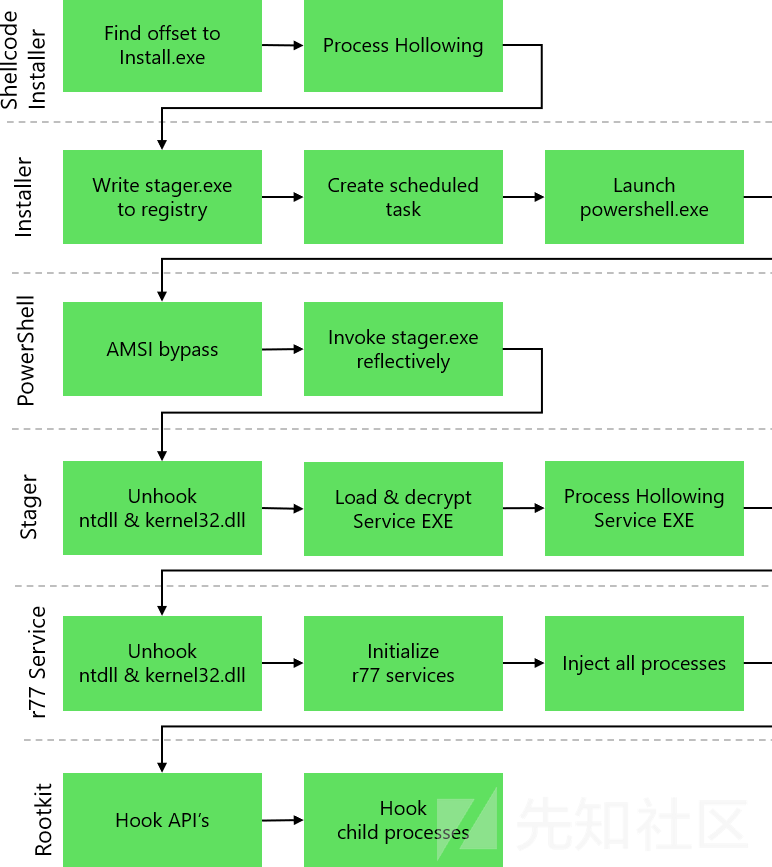 Shellcode
Installer
Find offset to
Install.exe
Process Hollowing
Installer
Write stager.exe
to registry
Create scheduled
task
Launch
powershell.exe
PowerShell
AMSI bypass
Invoke stager.exe
reflectively
Stager
Unhook
ntdll & kernel32.dll
Load & decrypt
Service EXE
Process Hollowing
Service EXE
r77 Service
Unhook
ntdll & kernel32.dll
Initialize
r77 services
Inject all processes
Rootkit
Hook API's
Hook
child processes
先知社区